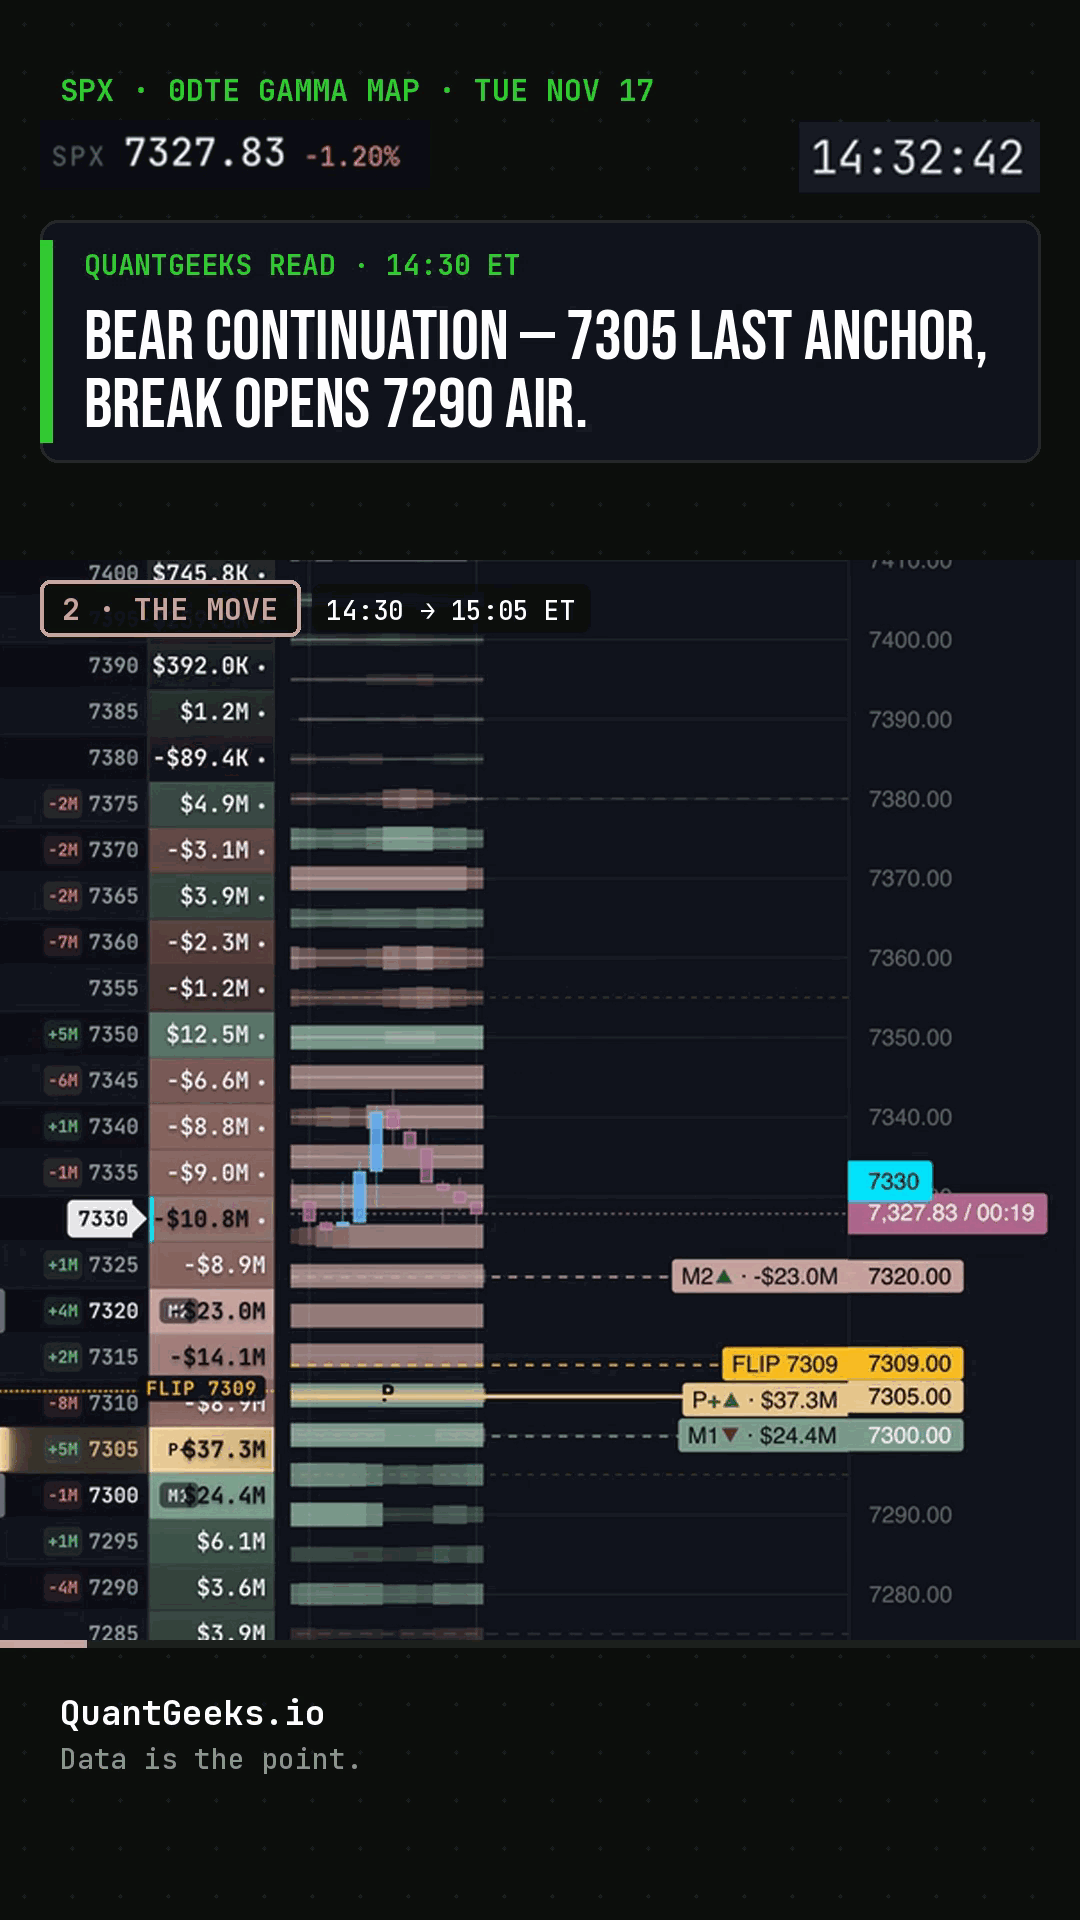 SPX · 0DTE GAMMA MAP · TUE NOV 17
SPX 7327.83 -1.20%
14:32:42
QUANTGEEKS READ · 14:30 ET
BEAR CONTINUATION — 7305 LAST ANCHOR,
BREAK OPENS 7290 AIR.
7400 $745.8K •
2 · THE MOVE
14:30 → 15:05 ET
7390 $392.0K •
7385 $1.2M •
7380 -$89.4K •
-2M 7375 $4.9M •
-2M 7370 -$3.1M •
-2M 7365 $3.9M •
-7M 7360 -$2.3M •
7355 -$1.2M •
+5M 7350 $12.5M •
-6M 7345 -$6.6M •
+1M 7340 -$8.8M •
-1M 7335 -$9.0M •
7330 -$10.8M •
+1M 7325 -$8.9M
+4M 7320 $23.0M
+2M 7315 -$14.1M
FLIP 7309
-8M 7310 -$6.9M
+5M 7305 P+ $37.3M
-1M 7300 M1 $24.4M
+1M 7295 $6.1M
-4M 7290 $3.6M
7285 $3.9M
P
7410.00
7400.00
7390.00
7380.00
7370.00
7360.00
7350.00
7340.00
7330
7,327.83 / 00:19
M2▲ · -$23.0M 7320.00
FLIP 7309 7309.00
P+▲ · $37.3M 7305.00
M1▼ · $24.4M 7300.00
7290.00
7280.00
QuantGeeks.io
Data is the point.